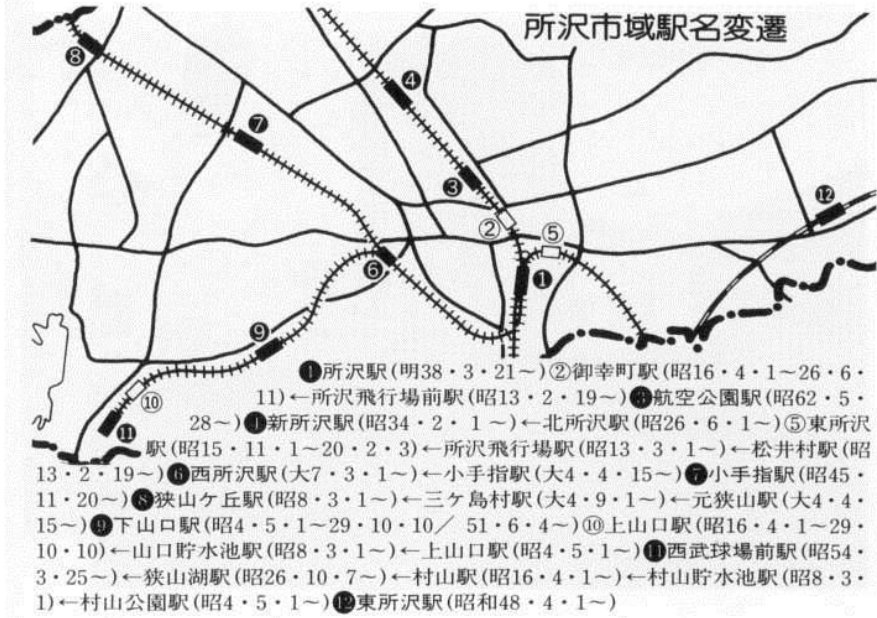 所沢市域駅名変遷
⑧
④
⑦
③
⑫
②
⑤
⑥
❶
⑨
⑩
⑪
❶所沢駅(明38・3・21〜)②御幸町駅(昭16・4・1〜26・6・
11)←所沢飛行場前駅(昭13・2・19〜)❸航空公園駅(昭62・5・
28〜)❹新所沢駅(昭34・2・1〜)←北所沢駅(昭26・6・1〜)⑤東所沢
駅(昭15・11・1〜20・2・3)←所沢飛行場駅(昭13・3・1〜)←松井村駅(昭
13・2・19〜)❻西所沢駅(大7・3・1〜)←小手指駅(大4・4・15〜)❼小手指駅(昭45・
11・20〜)❽狭山ケ丘駅(昭8・3・1〜)←三ケ島村駅(大4・9・1〜)←元狭山駅(大4・4・
15〜)❾下山口駅(昭4・5・1〜29・10・10/51・6・4〜)⑩上山口駅(昭16・4・1〜29・
10・10)←山口貯水池駅(昭8・3・1〜)←上山口駅(昭4・5・1〜)⓫西武球場前駅(昭54・
3・25〜)←狭山湖駅(昭26・10・7〜)←村山駅(昭16・4・1〜)←村山貯水池駅(昭8・3・
1)←村山公園駅(昭4・5・1〜)⓬東所沢駅(昭和48・4・1〜)